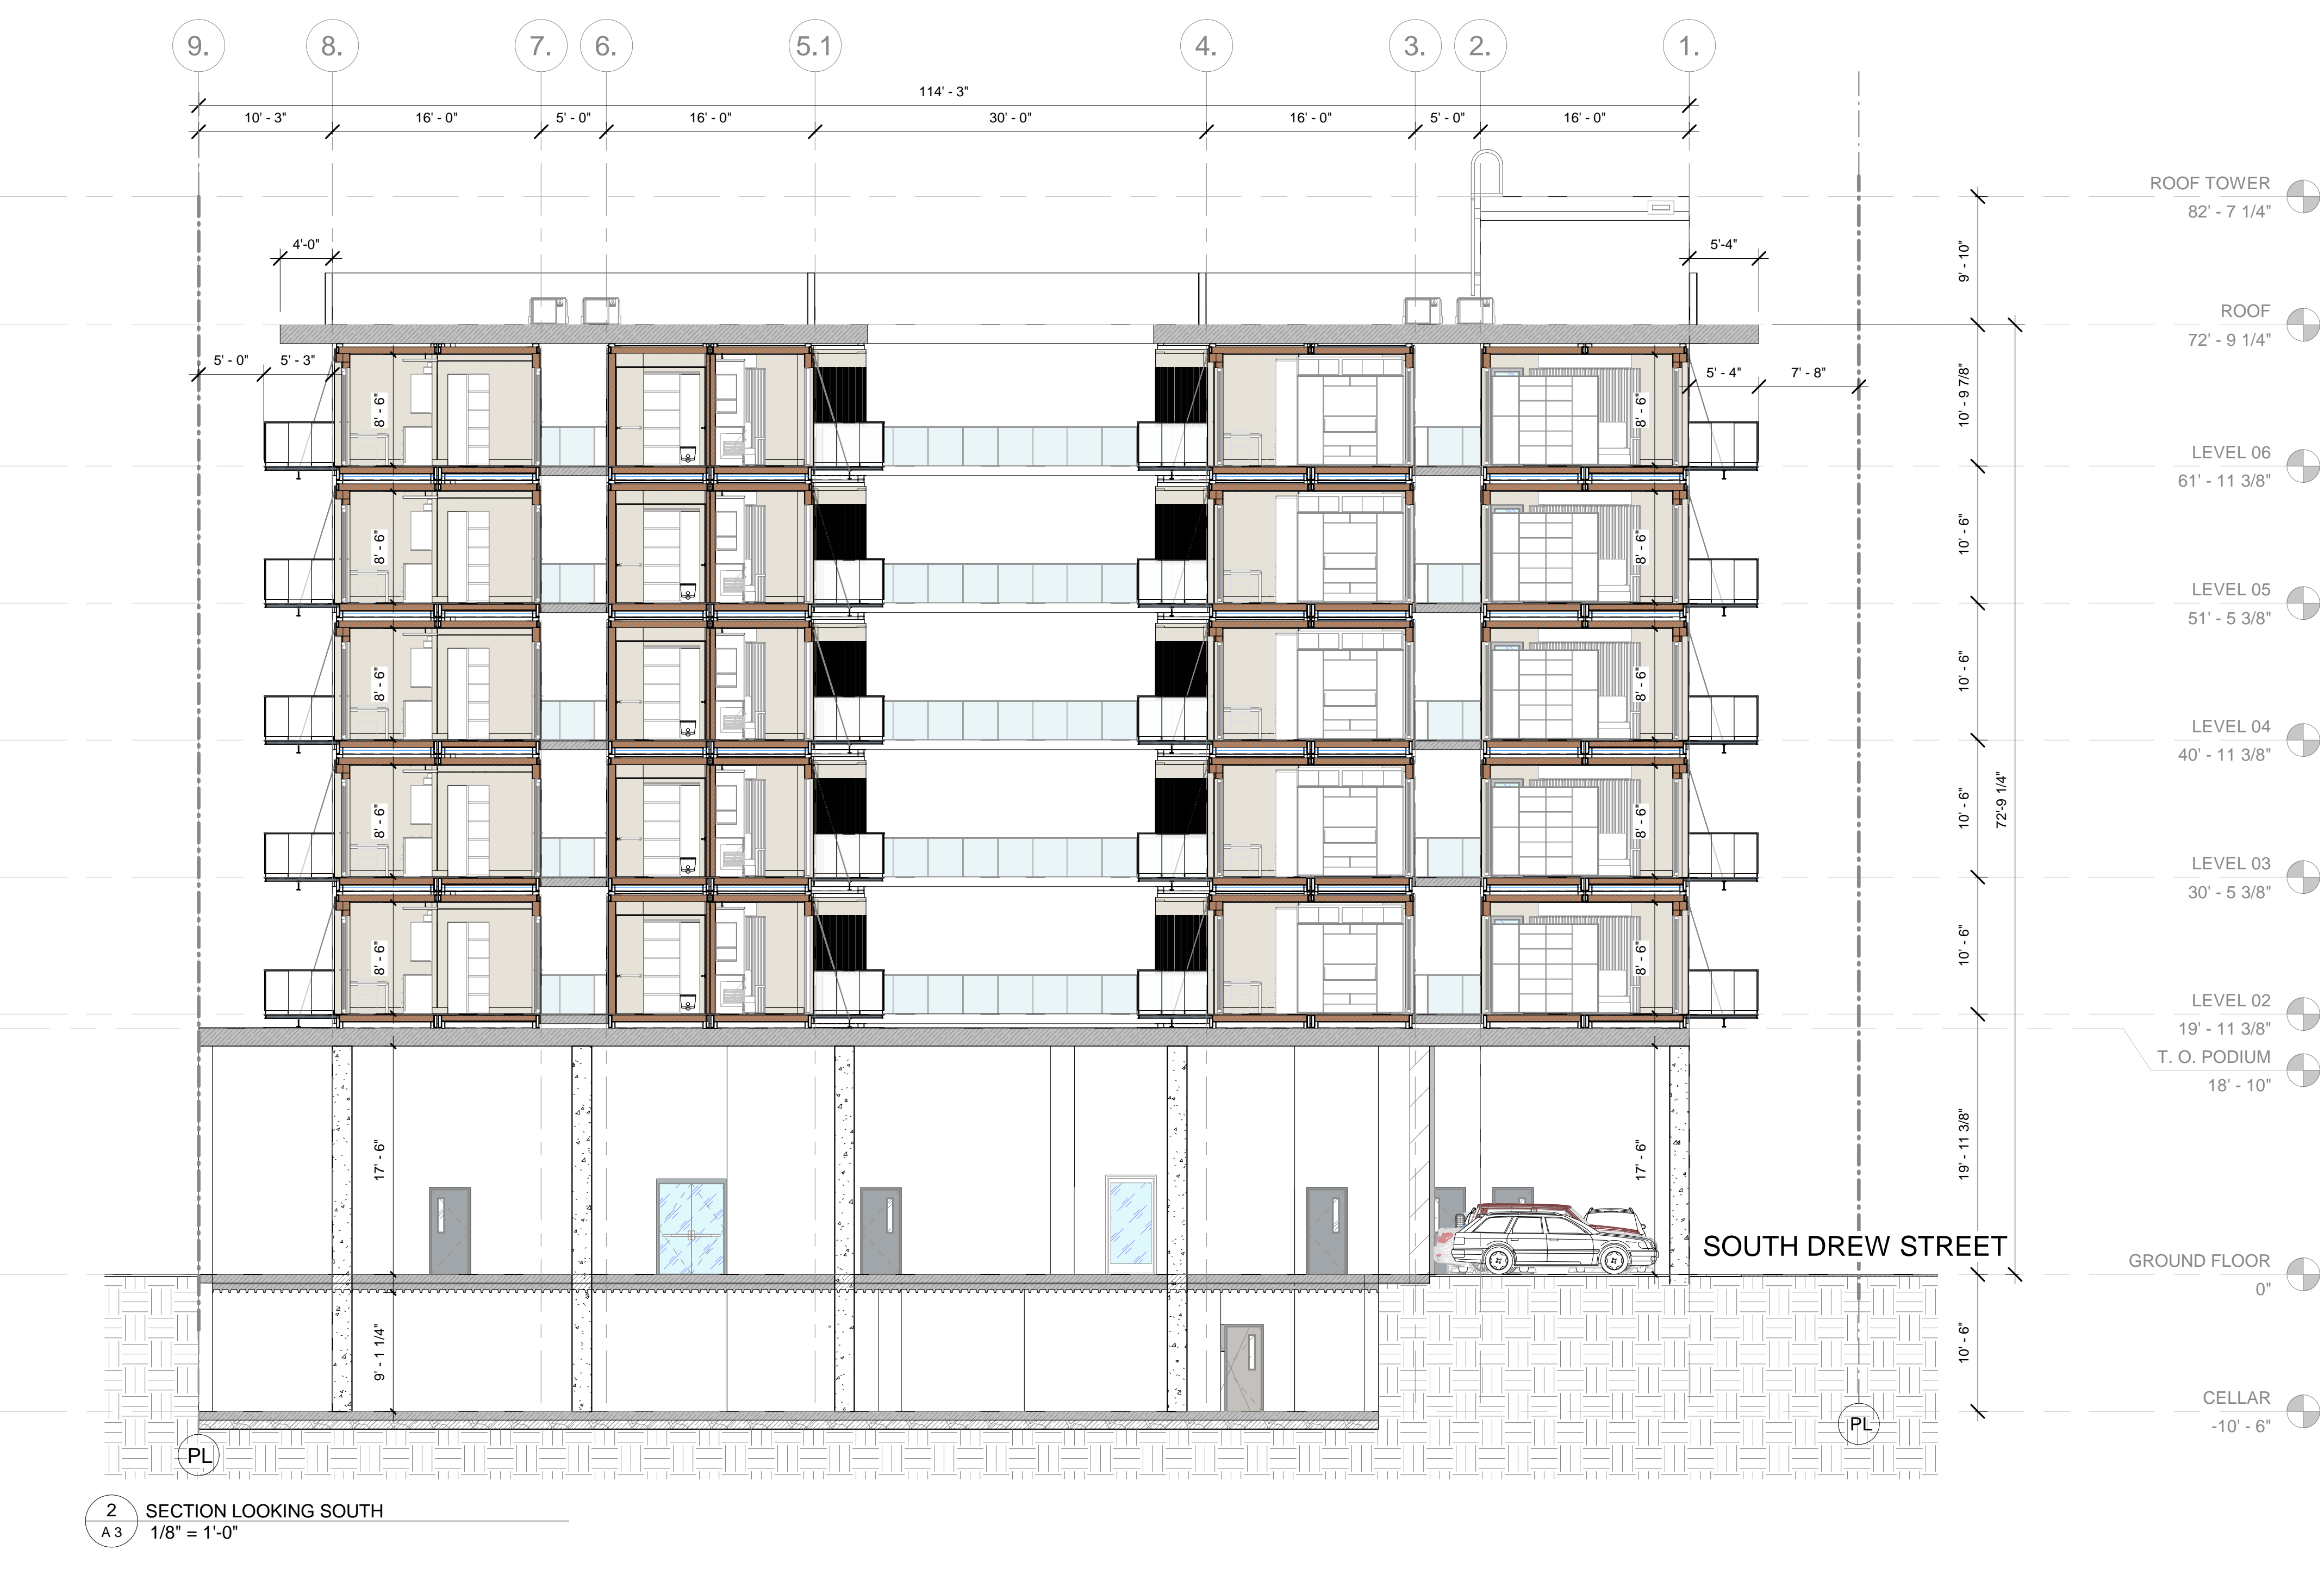 9. 8. 7. 6. 5.1 4. 3. 2. 1.
114' - 3"
10' - 3" 16' - 0" 5' - 0" 16' - 0" 30' - 0" 16' - 0" 5' - 0" 16' - 0"
ROOF TOWER
82' - 7 1/4"
4'-0" 5'-4" 9' - 10"
ROOF
72' - 9 1/4"
5' - 0" 5' - 3" 5' - 4" 7' - 8"
8' - 6" 8' - 6" 10' - 9 7/8"
LEVEL 06
61' - 11 3/8"
8' - 6" 8' - 6" 10' - 6"
LEVEL 05
51' - 5 3/8"
8' - 6" 8' - 6" 10' - 6"
LEVEL 04
40' - 11 3/8"
8' - 6" 8' - 6" 10' - 6" 72'-9 1/4"
LEVEL 03
30' - 5 3/8"
8' - 6" 8' - 6" 10' - 6"
LEVEL 02
19' - 11 3/8"
T. O. PODIUM
18' - 10"
17' - 6" 17' - 6" 19' - 11 3/8"
SOUTH DREW STREET
GROUND FLOOR
0"
9' - 1 1/4" 10' - 6"
CELLAR
-10' - 6"
PL PL
2 SECTION LOOKING SOUTH
A 3 1/8" = 1'-0"